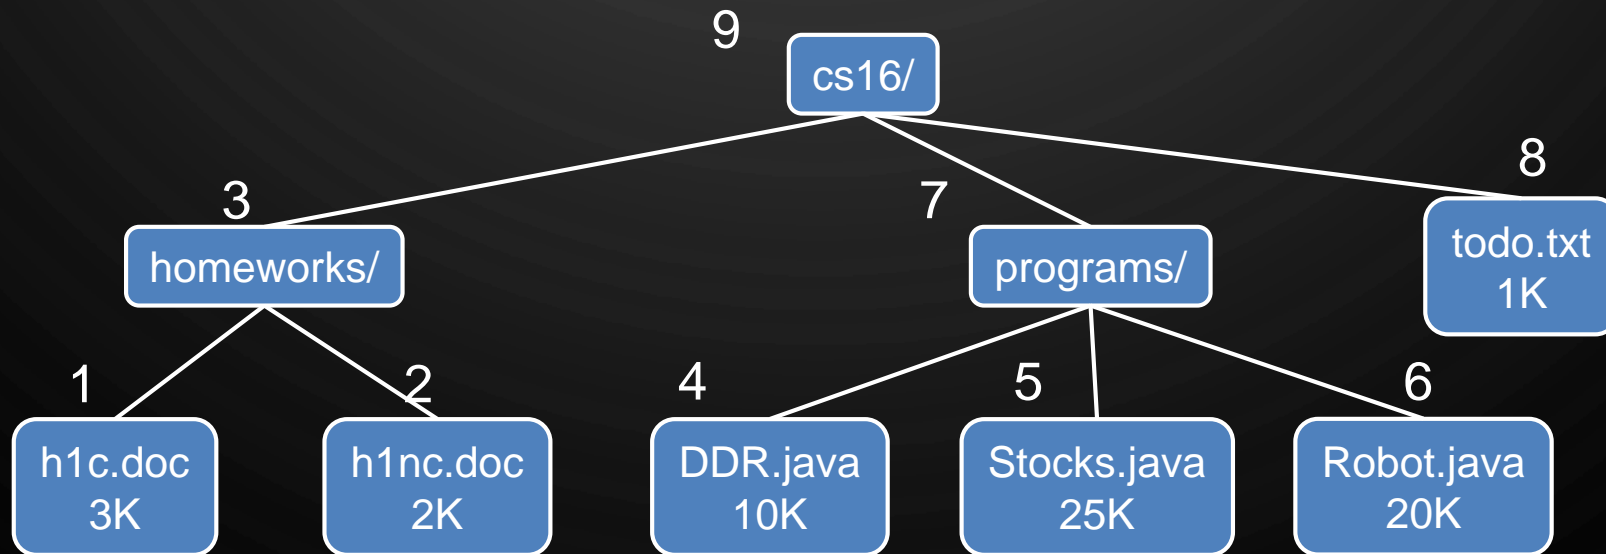 9
cs16/
8
3
7
homeworks/
programs/
todo.txt
1K
1
2
4
5
6
h1c.doc
3K
h1nc.doc
2K
DDR.java
10K
Stocks.java
25K
Robot.java
20K